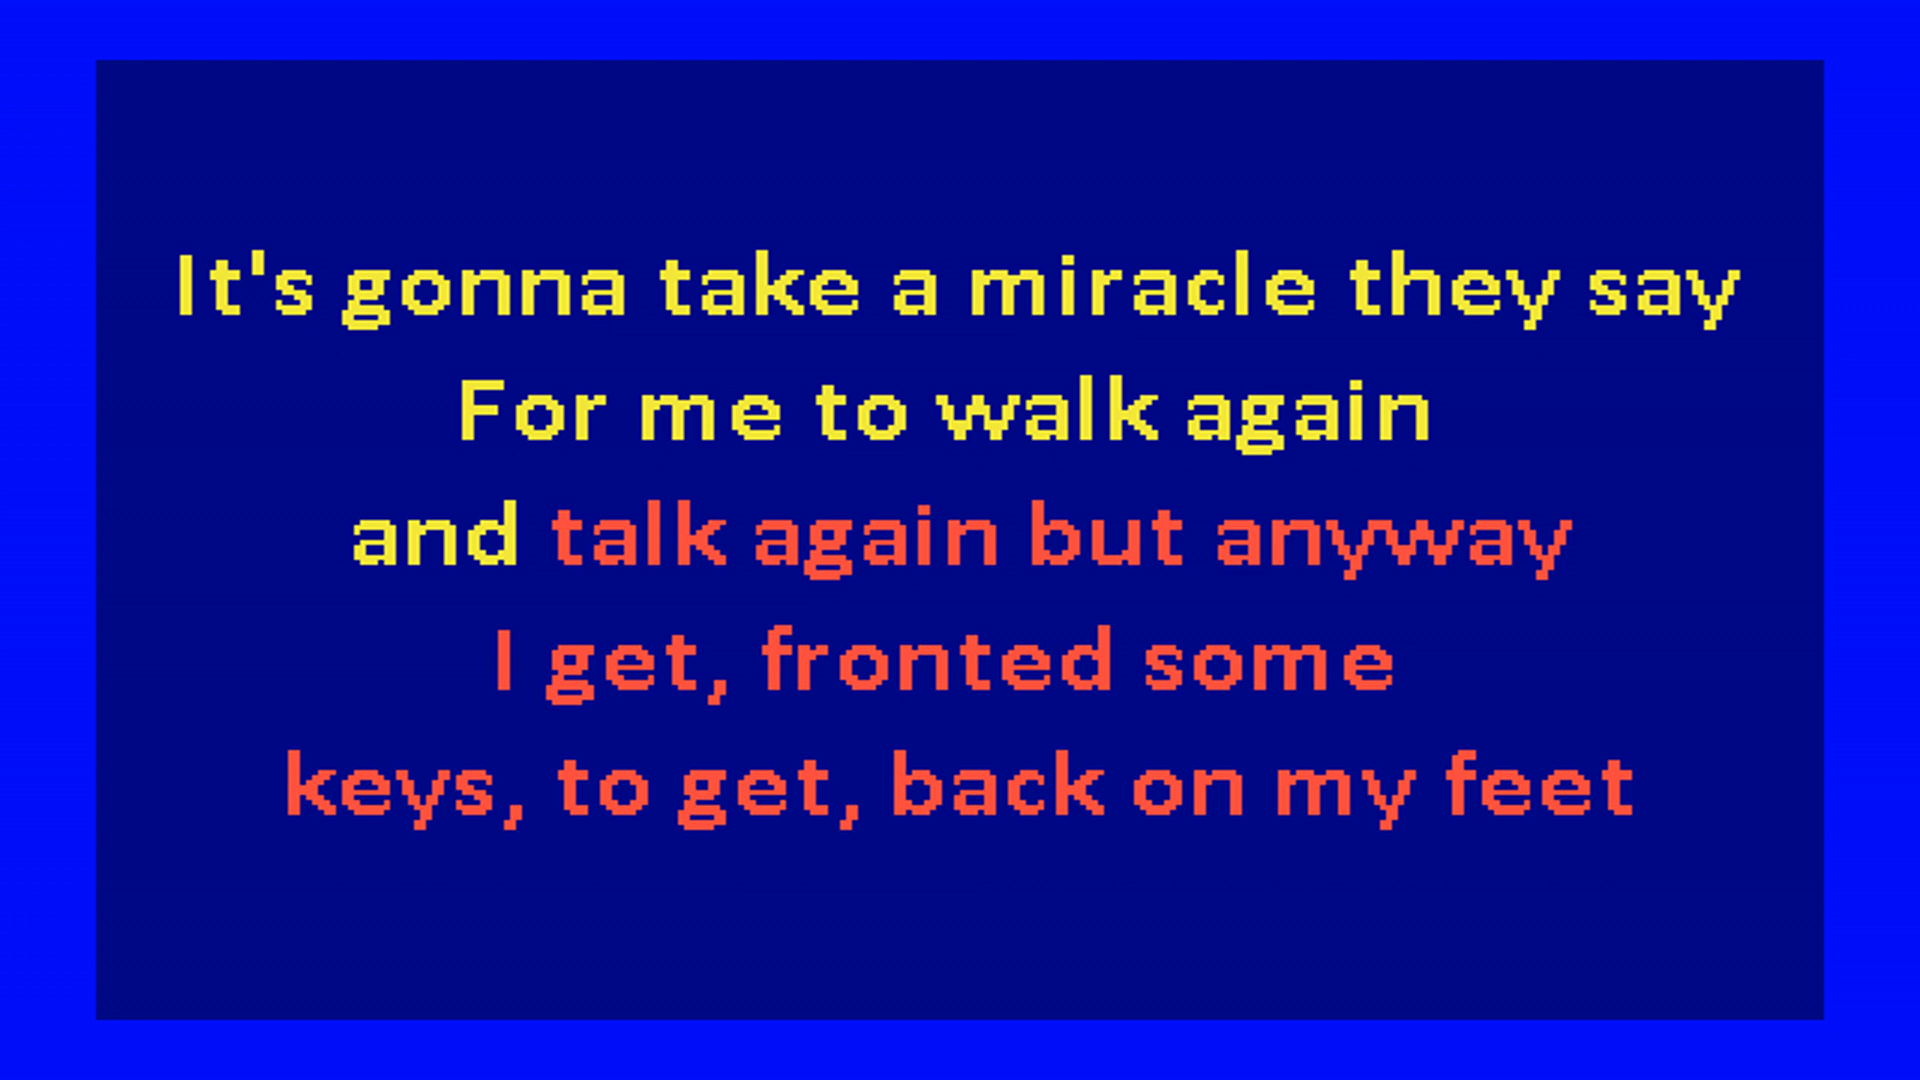 It's gonna take a miracle they say
For me to walk again
and talk again but anyway
I get, fronted some
keys, to get, back on my feet